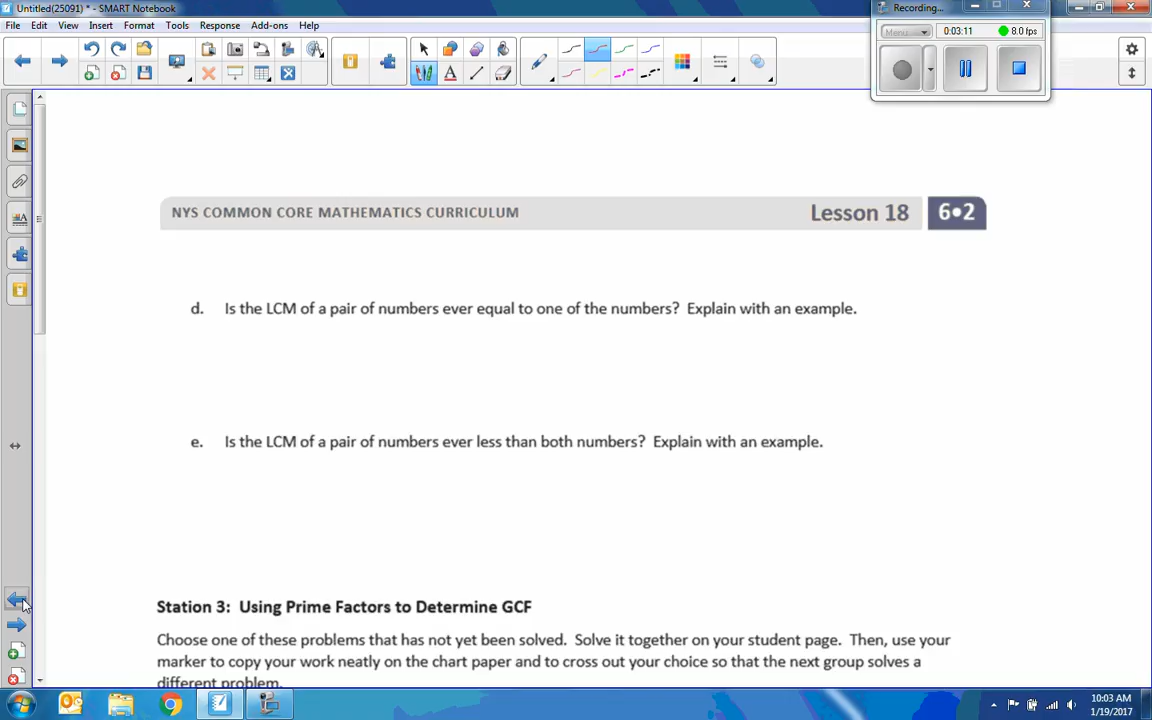 Untitled(25091) * - SMART Notebook
Recording...
File Edit View Insert Format Tools Response Add-ons Help
Menu 0:03:11 8.0 fps
NYS COMMON CORE MATHEMATICS CURRICULUM Lesson 18 6•2
d. Is the LCM of a pair of numbers ever equal to one of the numbers? Explain with an example.
e. Is the LCM of a pair of numbers ever less than both numbers? Explain with an example.
Station 3: Using Prime Factors to Determine GCF
Choose one of these problems that has not yet been solved. Solve it together on your student page. Then, use your
marker to copy your work neatly on the chart paper and to cross out your choice so that the next group solves a
different problem.
10:03 AM
1/19/2017